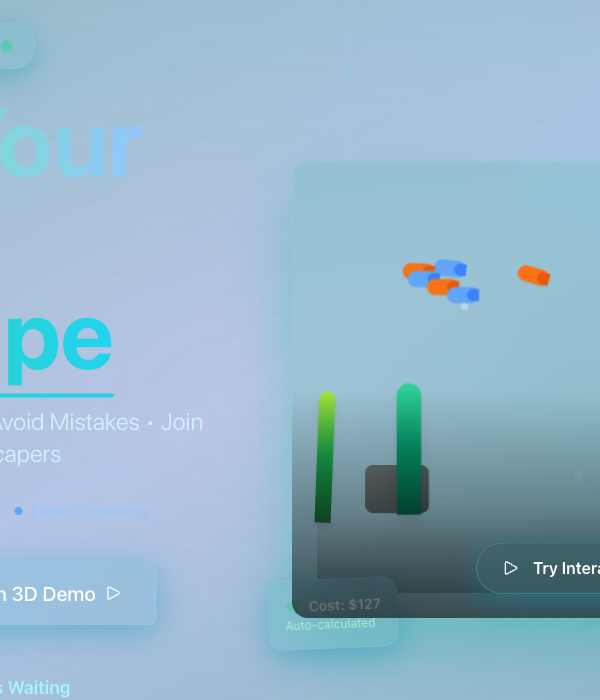 Your
pe
Avoid Mistakes • Join
capers
Expert Community
n 3D Demo
Try Intera
Cost: $127
Auto-calculated
s Waiting